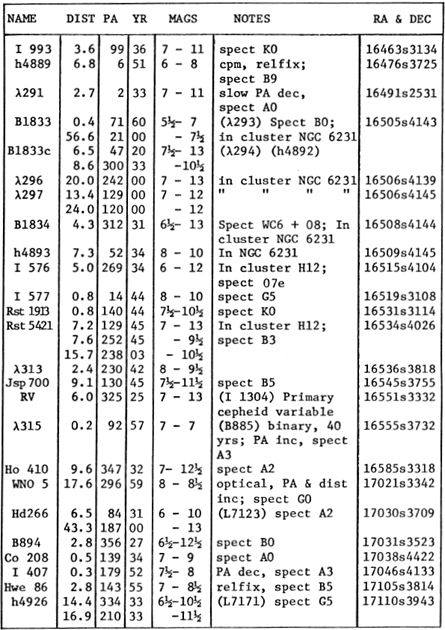 NAME DIST PA YR MAGS NOTES RA & DEC
I 993 3.6 99 36 7 - 11 spect K0 16463s3134
h4889 6.8 6 51 6 - 8 cpm, relfix; 16476s3725
spect B9
λ291 2.7 2 33 7 - 11 slow PA dec, 16491s2531
spect A0
B1833 0.4 71 60 5½- 7 (λ293) Spect B0; 16505s4143
56.6 21 00 - 7½ in cluster NGC 6231
B1833c 6.5 47 20 7½- 13 (λ294) (h4892)
8.6 300 33 -10½
λ296 20.0 242 00 7 - 13 in cluster NGC 6231 16506s4139
λ297 13.4 129 00 7 - 12 " " " " 16506s4145
24.0 120 00 - 12
B1834 4.3 312 31 6½- 13 Spect WC6 + 08; In 16508s4144
cluster NGC 6231
h4893 7.3 52 34 8 - 10 In NGC 6231 16509s4145
I 576 5.0 269 34 6 - 12 In cluster H12; 16515s4104
spect 07e
I 577 0.8 14 44 8 - 10 spect G5 16519s3108
Rst 1913 0.8 140 44 7½-10½ spect K0 16531s3114
Rst 5421 7.2 129 45 7 - 13 In cluster H12; 16534s4026
7.6 252 45 - 9½ spect B3
15.7 238 03 - 10½
λ313 2.4 230 42 8 - 9½ 16536s3818
Jsp700 9.1 130 45 7½-11½ spect B5 16545s3755
RV 6.0 325 25 7 - 13 (I 1304) Primary 16551s3332
cepheid variable
λ315 0.2 92 57 7 - 7 (B885) binary, 40 16555s3732
yrs; PA inc, spect
A3
Ho 410 9.6 347 32 7- 12½ spect A2 16585s3318
WNO 5 17.6 296 59 8 - 8½ optical, PA & dist 17021s3342
inc; spect G0
Hd266 6.5 84 31 6 - 10 (L7123) spect A2 17030s3709
43.3 187 00 - 13
B894 2.8 356 27 6½-12½ spect B0 17031s3523
Co 208 0.5 139 34 7 - 9 spect A0 17038s4422
I 407 0.3 179 52 7½- 8 PA dec, spect A3 17046s4133
Hwe 86 2.8 143 55 7 - 8½ relfix, spect B5 17105s3814
h4926 14.4 334 33 6½-10½ (L7171) spect G5 17110s3943
16.9 210 33 -11½